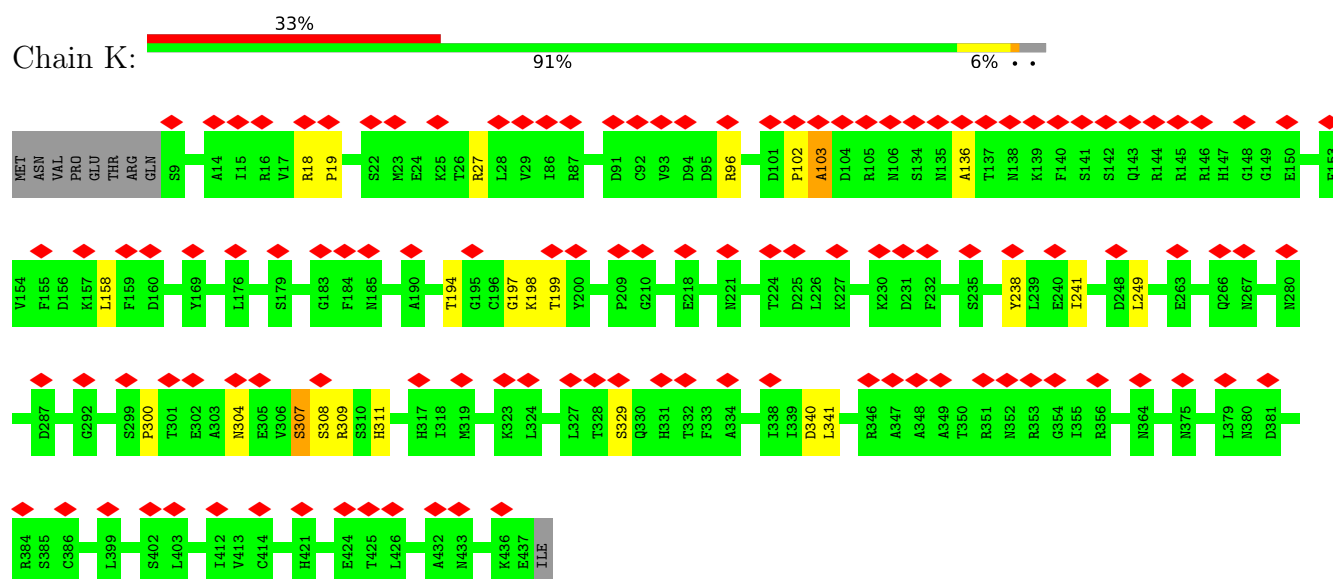 33%
Chain K:
91% 6% • •
MET ASN VAL PRO GLU THR ARG GLN S9 A14 I15 R16 V17 R18 P19 S22 M23 E24 K25 T26 R27 L28 V29 I86 R87 D91 C92 V93 D94 D95 R96 D101 P102 A103 D104 R105 N106 S134 N135 A136 T137 N138 K139 F140 S141 S142 Q143 R144 R145 R146 H147 G148 G149 E150 E153
V154 F155 D156 K157 L158 F159 D160 Y169 L176 S179 G183 F184 N185 A190 T194 G195 C196 G197 K198 T199 Y200 P209 G210 E218 N221 T224 D225 L226 K227 K230 D231 F232 S235 Y238 L239 E240 I241 D248 L249 E263 Q266 N267 N280
D287 G292 S299 P300 T301 E302 A303 N304 E305 V306 S307 S308 R309 S310 H311 H317 I318 M319 K323 L324 L327 T328 S329 Q330 H331 T332 F333 A334 I338 I339 D340 L341 R346 A347 A348 A349 T350 R351 N352 R353 G354 I355 R356 N364 N375 L379 N380 D381
R384 S385 C386 L399 S402 L403 I412 V413 C414 H421 E424 T425 L426 A432 N433 K436 E437 ILE